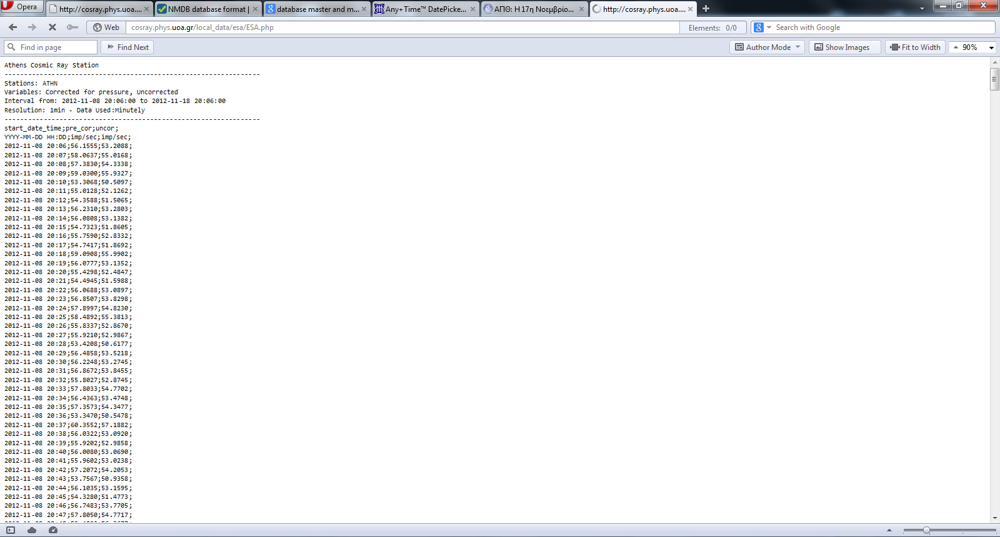 Opera
http://cosray.phys.uoa....
NMDB database format |
database master and m...
Any+Time™ DatePicke...
ΑΠΘ: Η 17η Νοεμβρίο...
http://cosray.phys.uoa....
Web
cosray.phys.uoa.gr/local_data/esa/ESA.php
Elements: 0/0
Search with Google
Find in page
Find Next
Author Mode
Show Images
Fit to Width
90%
Athens Cosmic Ray Station
----------------------------------------------------------------
Stations: ATHN
Variables: Corrected for pressure, Uncorrected
Interval from: 2012-11-08 20:06:00 to 2012-11-18 20:06:00
Resolution: 1min - Data Used:Minutely
----------------------------------------------------------------
start_date_time;pre_cor;uncor;
YYYY-MM-DD HH:DD;imp/sec;imp/sec;
2012-11-08 20:06;56.1555;53.2088;
2012-11-08 20:07;58.0637;55.0168;
2012-11-08 20:08;57.3830;54.3338;
2012-11-08 20:09;59.0300;55.9327;
2012-11-08 20:10;53.3068;50.5097;
2012-11-08 20:11;55.0128;52.1262;
2012-11-08 20:12;54.3588;51.5065;
2012-11-08 20:13;56.2310;53.2803;
2012-11-08 20:14;56.0808;53.1382;
2012-11-08 20:15;54.7323;51.8605;
2012-11-08 20:16;55.7590;52.8332;
2012-11-08 20:17;54.7417;51.8692;
2012-11-08 20:18;59.0908;55.9902;
2012-11-08 20:19;56.0777;53.1352;
2012-11-08 20:20;55.4298;52.4847;
2012-11-08 20:21;54.4945;51.5988;
2012-11-08 20:22;56.0688;53.0897;
2012-11-08 20:23;56.8507;53.8298;
2012-11-08 20:24;57.8997;54.8230;
2012-11-08 20:25;58.4892;55.3813;
2012-11-08 20:26;55.8337;52.8670;
2012-11-08 20:27;55.9210;52.9867;
2012-11-08 20:28;53.4208;50.6177;
2012-11-08 20:29;56.4858;53.5218;
2012-11-08 20:30;56.2248;53.2745;
2012-11-08 20:31;56.8672;53.8455;
2012-11-08 20:32;55.8027;52.8745;
2012-11-08 20:33;57.8033;54.7702;
2012-11-08 20:34;56.4363;53.4748;
2012-11-08 20:35;57.3573;54.3477;
2012-11-08 20:36;53.3470;50.5478;
2012-11-08 20:37;60.3552;57.1882;
2012-11-08 20:38;56.0322;53.0920;
2012-11-08 20:39;55.9202;52.9858;
2012-11-08 20:40;56.0080;53.0690;
2012-11-08 20:41;55.9602;53.0238;
2012-11-08 20:42;57.2072;54.2053;
2012-11-08 20:43;53.7567;50.9358;
2012-11-08 20:44;56.1035;53.1595;
2012-11-08 20:45;54.3280;51.4773;
2012-11-08 20:46;56.7483;53.7705;
2012-11-08 20:47;57.8050;54.7717;